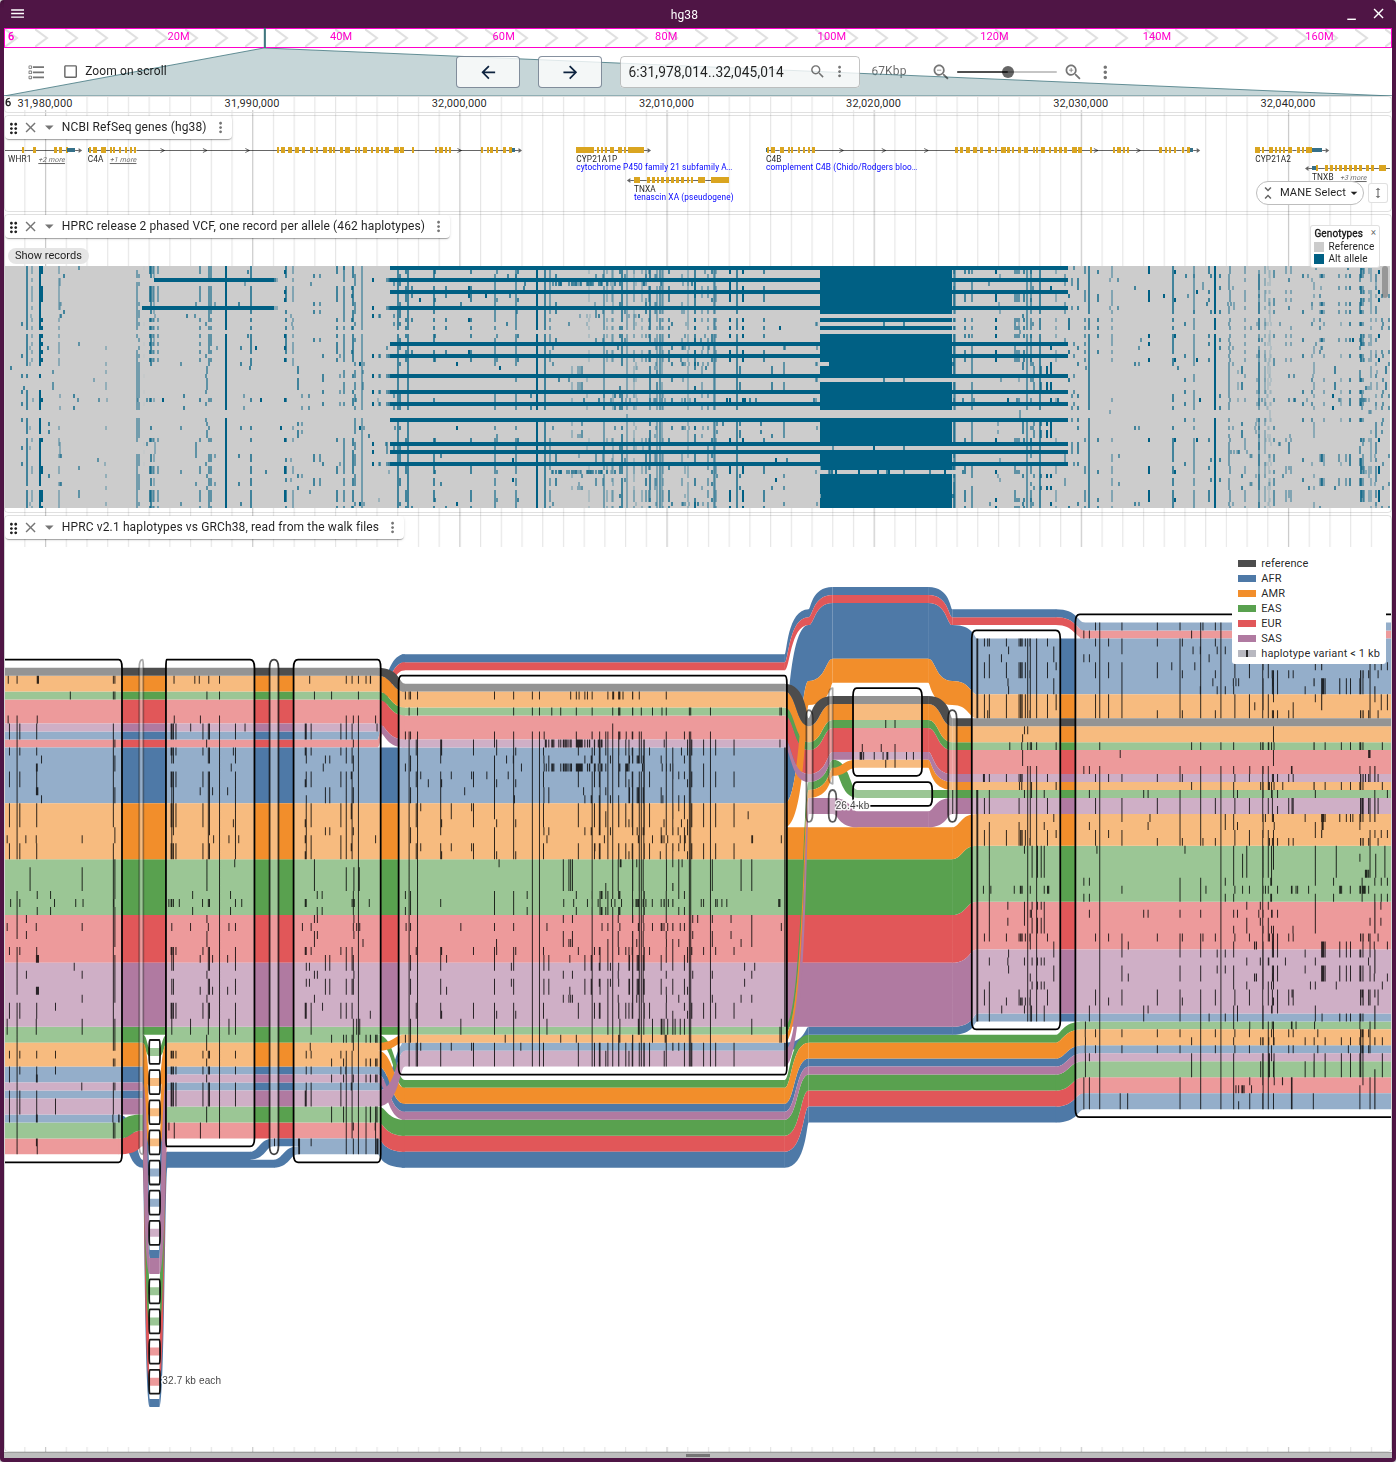 hg38
6 20M 40M 60M 80M 100M 120M 140M 160M
Zoom on scroll 6:31,978,014..32,045,014 67Kbp
6 31,980,000 31,990,000 32,000,000 32,010,000 32,020,000 32,030,000 32,040,000
NCBI RefSeq genes (hg38)
WHR1 +2 more C4A +1 more CYP21A1P C4B CYP21A2
cytochrome P450 family 21 subfamily A... complement C4B (Chido/Rodgers bloo...
TNXB +3 more
TNXA
tenascin XA (pseudogene)
MANE Select
HPRC release 2 phased VCF, one record per allele (462 haplotypes)
Show records
Genotypes ×
Reference
Alt allele
HPRC v2.1 haplotypes vs GRCh38, read from the walk files
reference
AFR
AMR
EAS
EUR
SAS
haplotype variant < 1 kb
26.4 kb
32.7 kb each